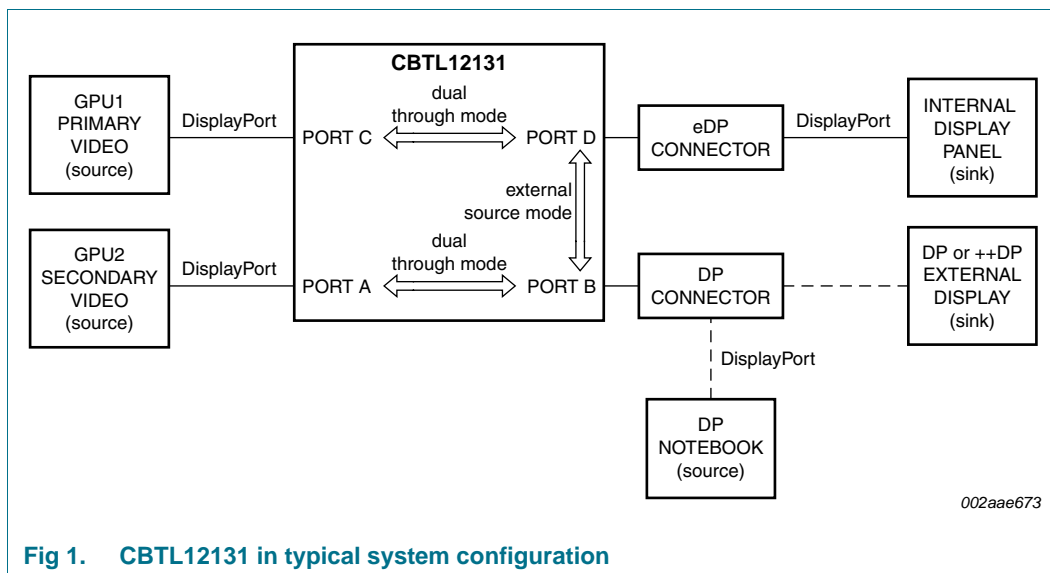 CBTL12131
GPU1
PRIMARY
VIDEO
(source)
DisplayPort
PORT C
dual
through mode
PORT D
eDP
CONNECTOR
DisplayPort
INTERNAL
DISPLAY
PANEL
(sink)
external
source mode
GPU2
SECONDARY
VIDEO
(source)
DisplayPort
PORT A
dual
through mode
PORT B
DP
CONNECTOR
DP or ++DP
EXTERNAL
DISPLAY
(sink)
DisplayPort
DP
NOTEBOOK
(source)
002aae673
Fig 1. CBTL12131 in typical system configuration